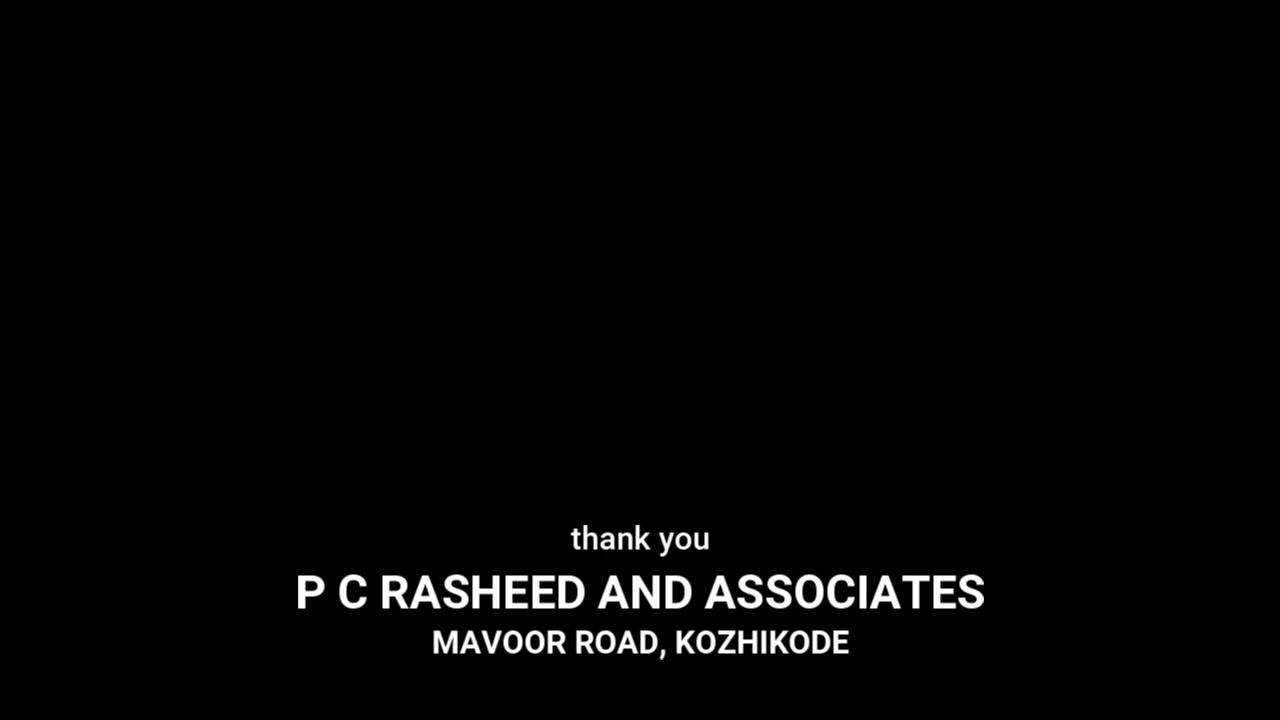 thank you
P C RASHEED AND ASSOCIATES
MAVOOR ROAD, KOZHIKODE